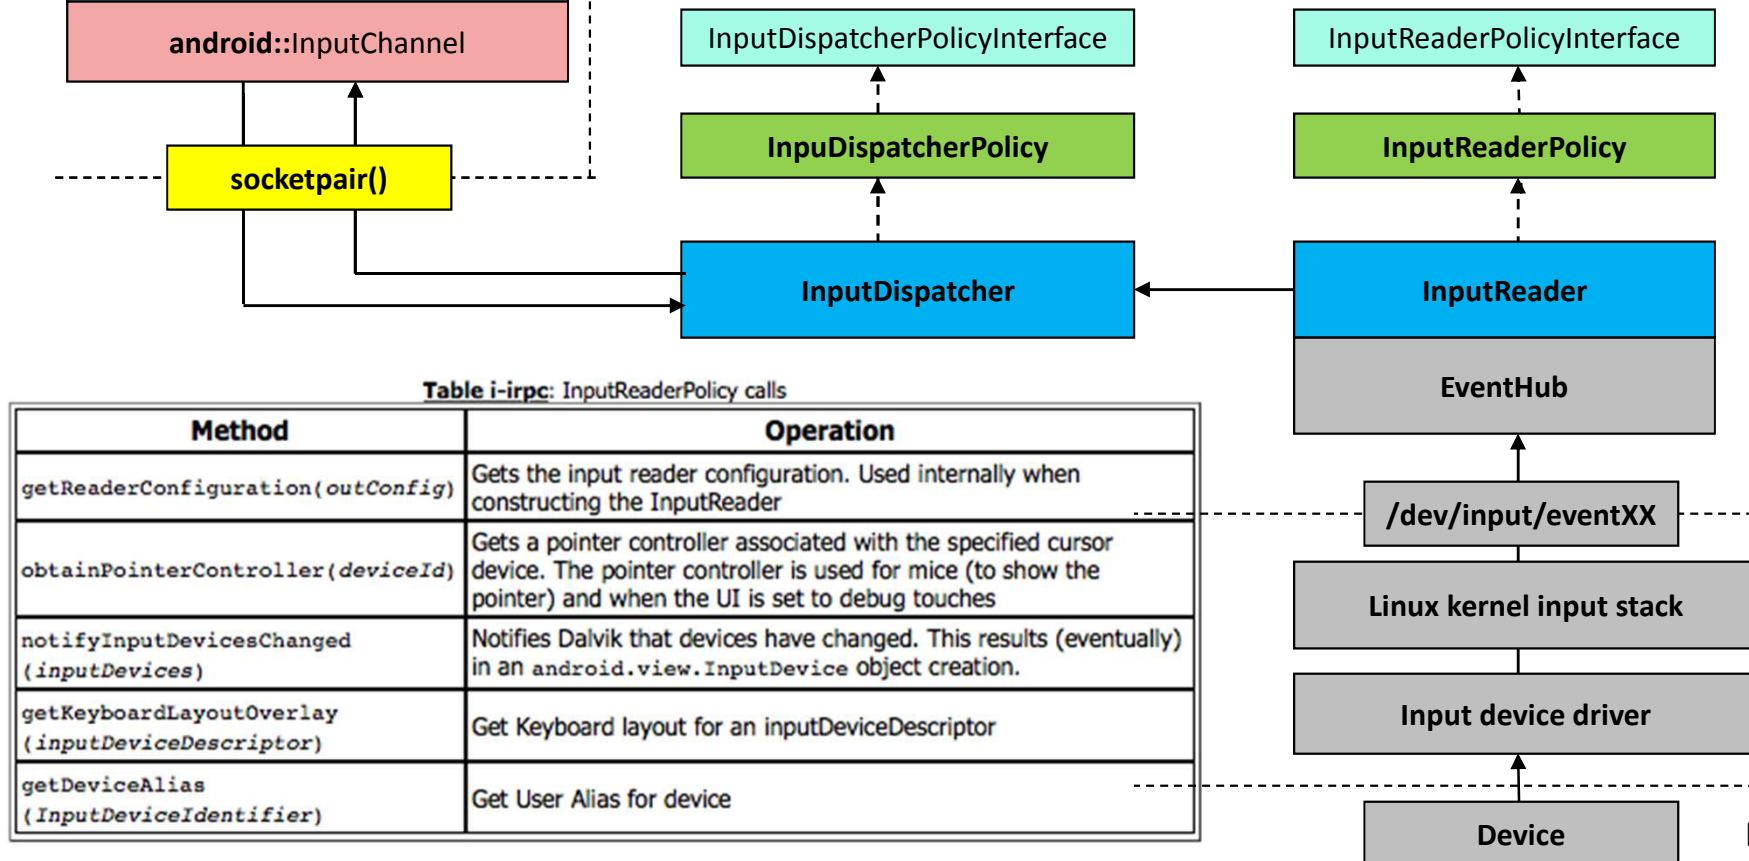 android::InputChannel
InputDispatcherPolicyInterface
InputReaderPolicyInterface
socketpair()
InpuDispatcherPolicy
InputReaderPolicy
InputDispatcher
InputReader
EventHub
/dev/input/eventXX
Linux kernel input stack
Input device driver
Device
Table i-irpc: InputReaderPolicy calls
Method
Operation
getReaderConfiguration(outConfig)
Gets the input reader configuration. Used internally when
constructing the InputReader
obtainPointerController(deviceId)
Gets a pointer controller associated with the specified cursor
device. The pointer controller is used for mice (to show the
pointer) and when the UI is set to debug touches
notifyInputDevicesChanged
(inputDevices)
Notifies Dalvik that devices have changed. This results (eventually)
in an android.view.InputDevice object creation.
getKeyboardLayoutOverlay
(inputDeviceDescriptor)
Get Keyboard layout for an inputDeviceDescriptor
getDeviceAlias
(InputDeviceIdentifier)
Get User Alias for device